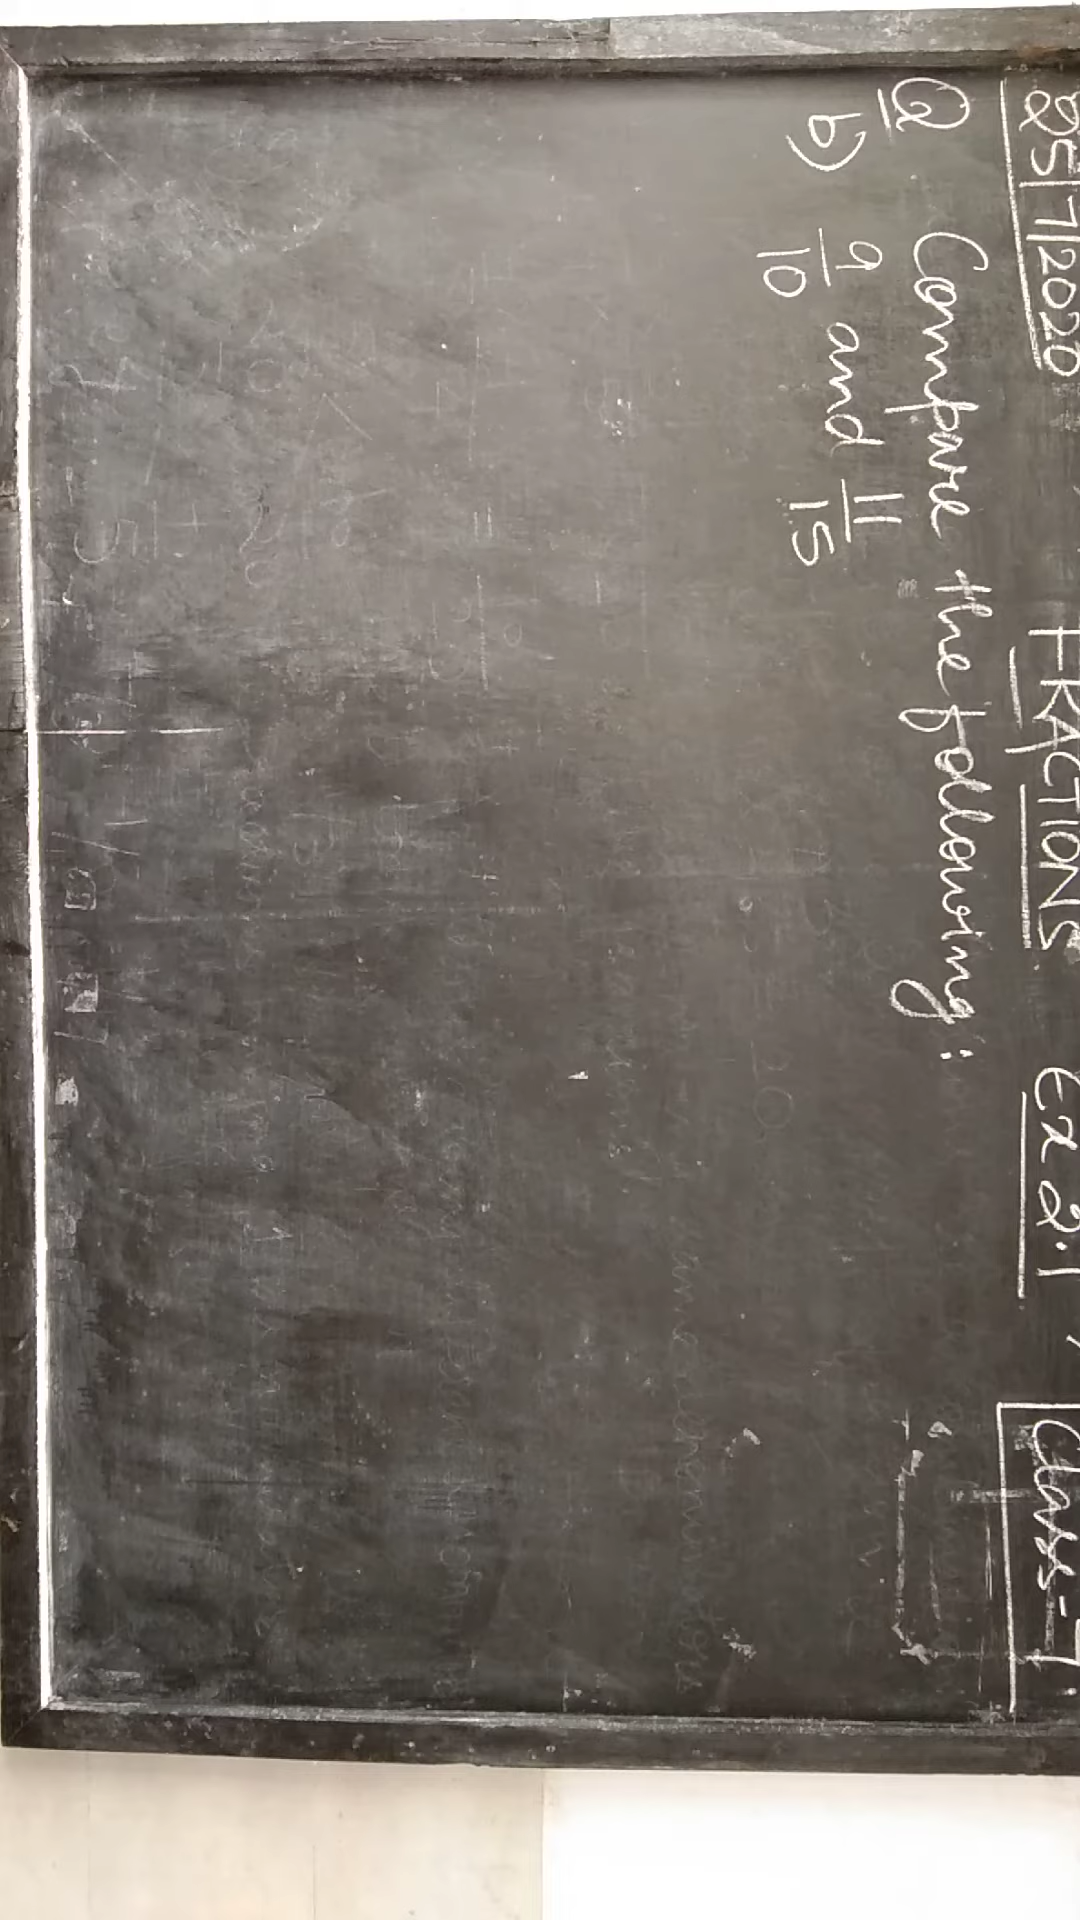 25/7/2020 FRACTIONS Ex 2.1 Class-7
Q Compare the following:
b) 9/10 and 11/15